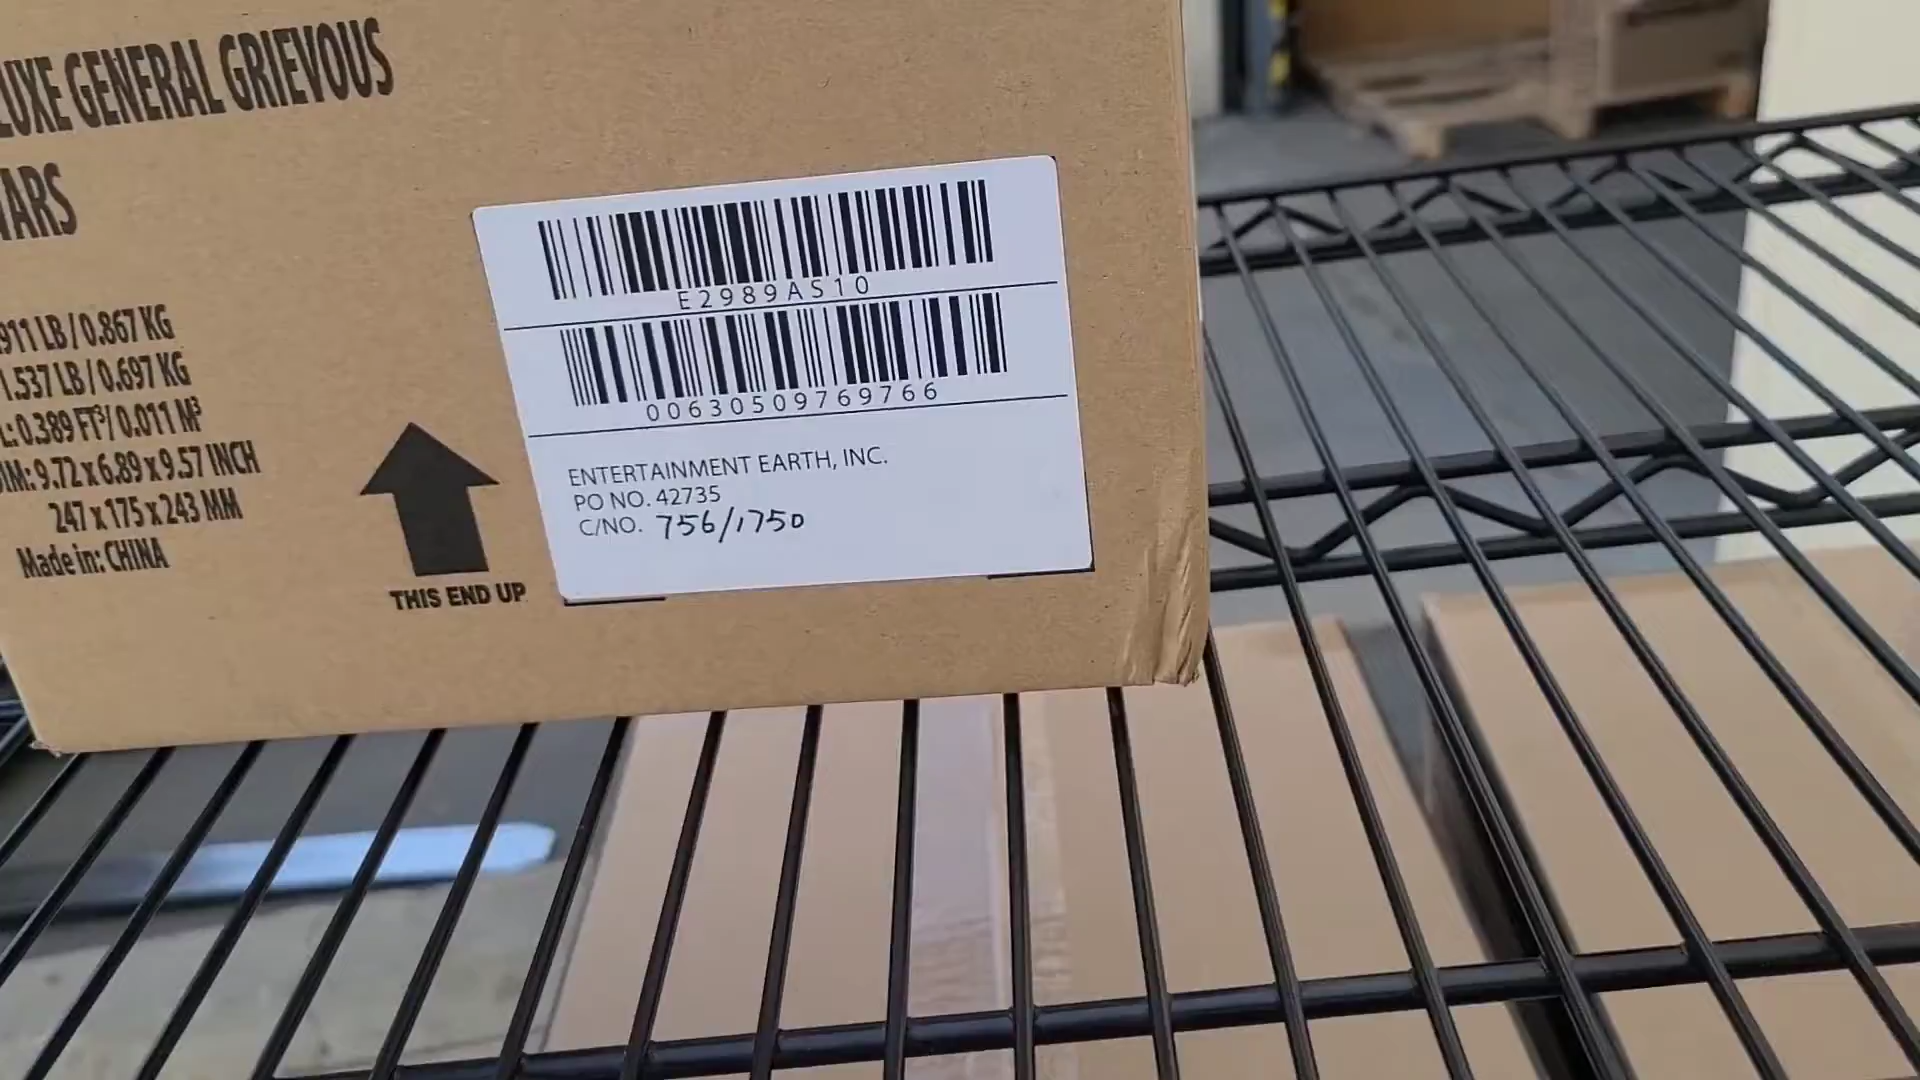 UXE GENERAL GRIEVOUS
ARS
911 LB / 0.867 KG
1.537 LB / 0.697 KG
L: 0.389 FT³/ 0.011 M³
IM: 9.72 x 6.89 x 9.57 INCH
247 x 175 x 243 MM
Made in: CHINA
THIS END UP
E2989AS10
00630509769766
ENTERTAINMENT EARTH, INC.
PO NO. 42735
C/NO. 756/1750